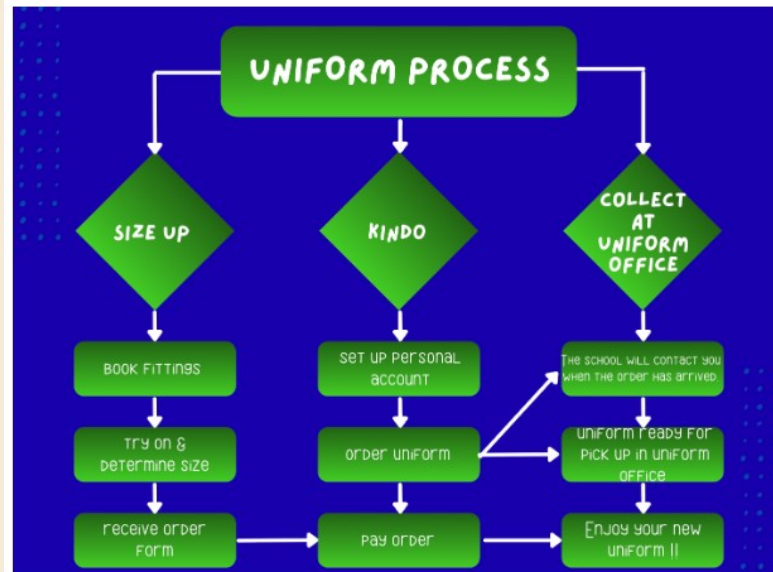 UNIFORM PROCESS
SIZE UP
KINDO
COLLECT
AT
UNIFORM
OFFICE
BOOK FITTINGS
SET UP PERSONAL
ACCOUNT
THE SCHOOL WILL CONTACT YOU
WHEN THE ORDER HAS ARRIVED.
TRY ON &
DETERMINE SIZE
ORDER UNIFORM
UNIFORM READY FOR
PICK UP IN UNIFORM
OFFICE
RECEIVE ORDER
FORM
PAY ORDER
ENJOY YOUR NEW
UNIFORM !!